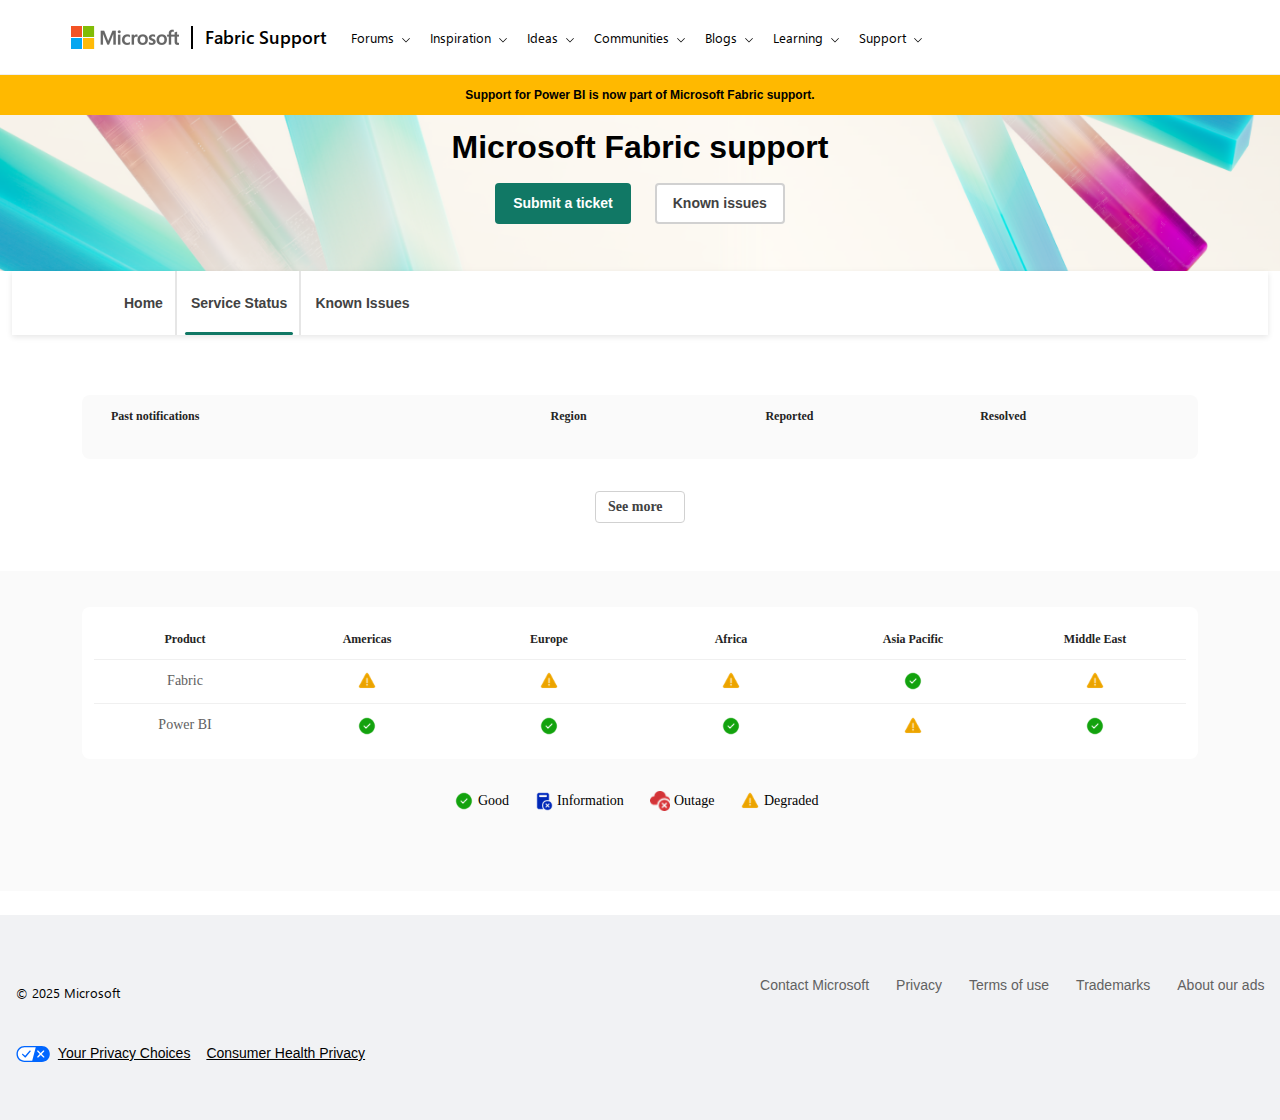 Microsoft
Fabric Support
Forums
Inspiration
Ideas
Communities
Blogs
Learning
Support
Support for Power BI is now part of Microsoft Fabric support.
Microsoft Fabric support
Submit a ticket
Known issues
Home
Service Status
Known Issues
Past notifications Region Reported Resolved
See more
Product Americas Europe Africa Asia Pacific Middle East
Fabric
Power BI
Good Information Outage Degraded
© 2025 Microsoft
Contact Microsoft Privacy Terms of use Trademarks About our ads
Your Privacy Choices Consumer Health Privacy